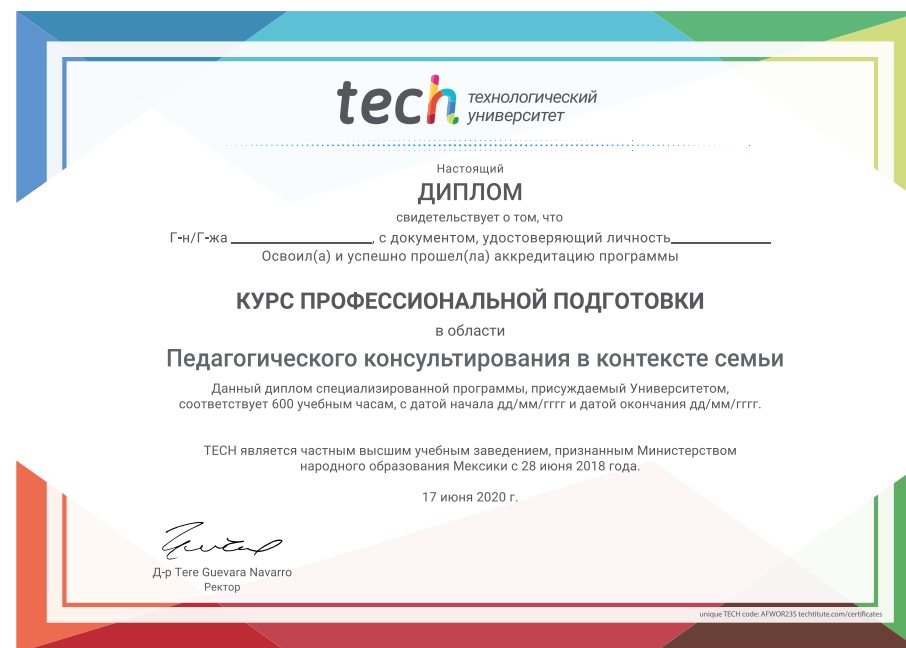 tech технологический
университет
Настоящий
ДИПЛОМ
свидетельствует о том, что
Г-н/Г-жа , с документом, удостоверяющий личность
Освоил(а) и успешно прошел(ла) аккредитацию программы
КУРС ПРОФЕССИОНАЛЬНОЙ ПОДГОТОВКИ
в области
Педагогического консультирования в контексте семьи
Данный диплом специализированной программы, присуждаемый Университетом,
соответствует 600 учебным часам, с датой начала дд/мм/гггг и датой окончания дд/мм/гггг.
TECH является частным высшим учебным заведением, признанным Министерством
народного образования Мексики с 28 июня 2018 года.
17 июня 2020 г.
Д-р Tere Guevara Navarro
Ректор
unique TECH code: AFWOR23S techtitute.com/certificates